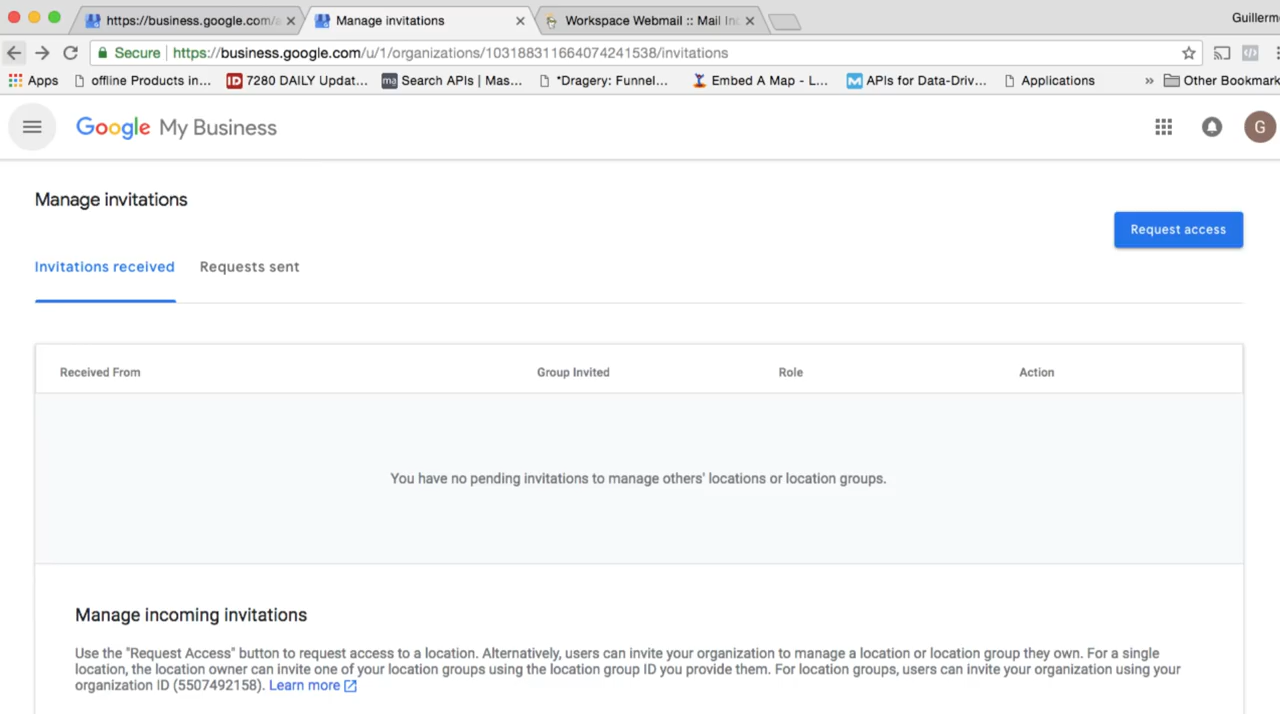 https://business.google.com/a
Manage invitations
Workspace Webmail :: Mail In
Guillerm
Secure
https://business.google.com/u/1/organizations/103188311664074241538/invitations
Apps
offline Products in...
7280 DAILY Updat...
Search APIs | Mas...
*Dragery: Funnel...
Embed A Map - L...
APIs for Data-Driv...
Applications
»
Other Bookmark
Google My Business
G
Manage invitations
Request access
Invitations received
Requests sent
Received From
Group Invited
Role
Action
You have no pending invitations to manage others' locations or location groups.
Manage incoming invitations
Use the "Request Access" button to request access to a location. Alternatively, users can invite your organization to manage a location or location group they own. For a single
location, the location owner can invite one of your location groups using the location group ID you provide them. For location groups, users can invite your organization using your
organization ID (5507492158). Learn more